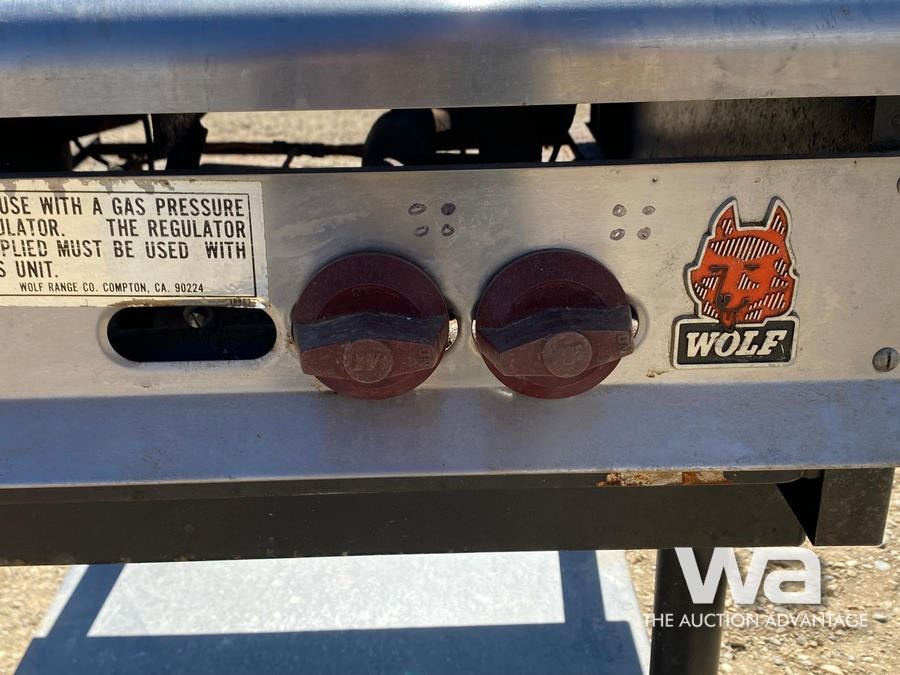 USE WITH A GAS PRESSURE
ULATOR. THE REGULATOR
PLIED MUST BE USED WITH
S UNIT.
WOLF RANGE CO. COMPTON, CA. 90224
WOLF
wa
THE AUCTION ADVANTAGE